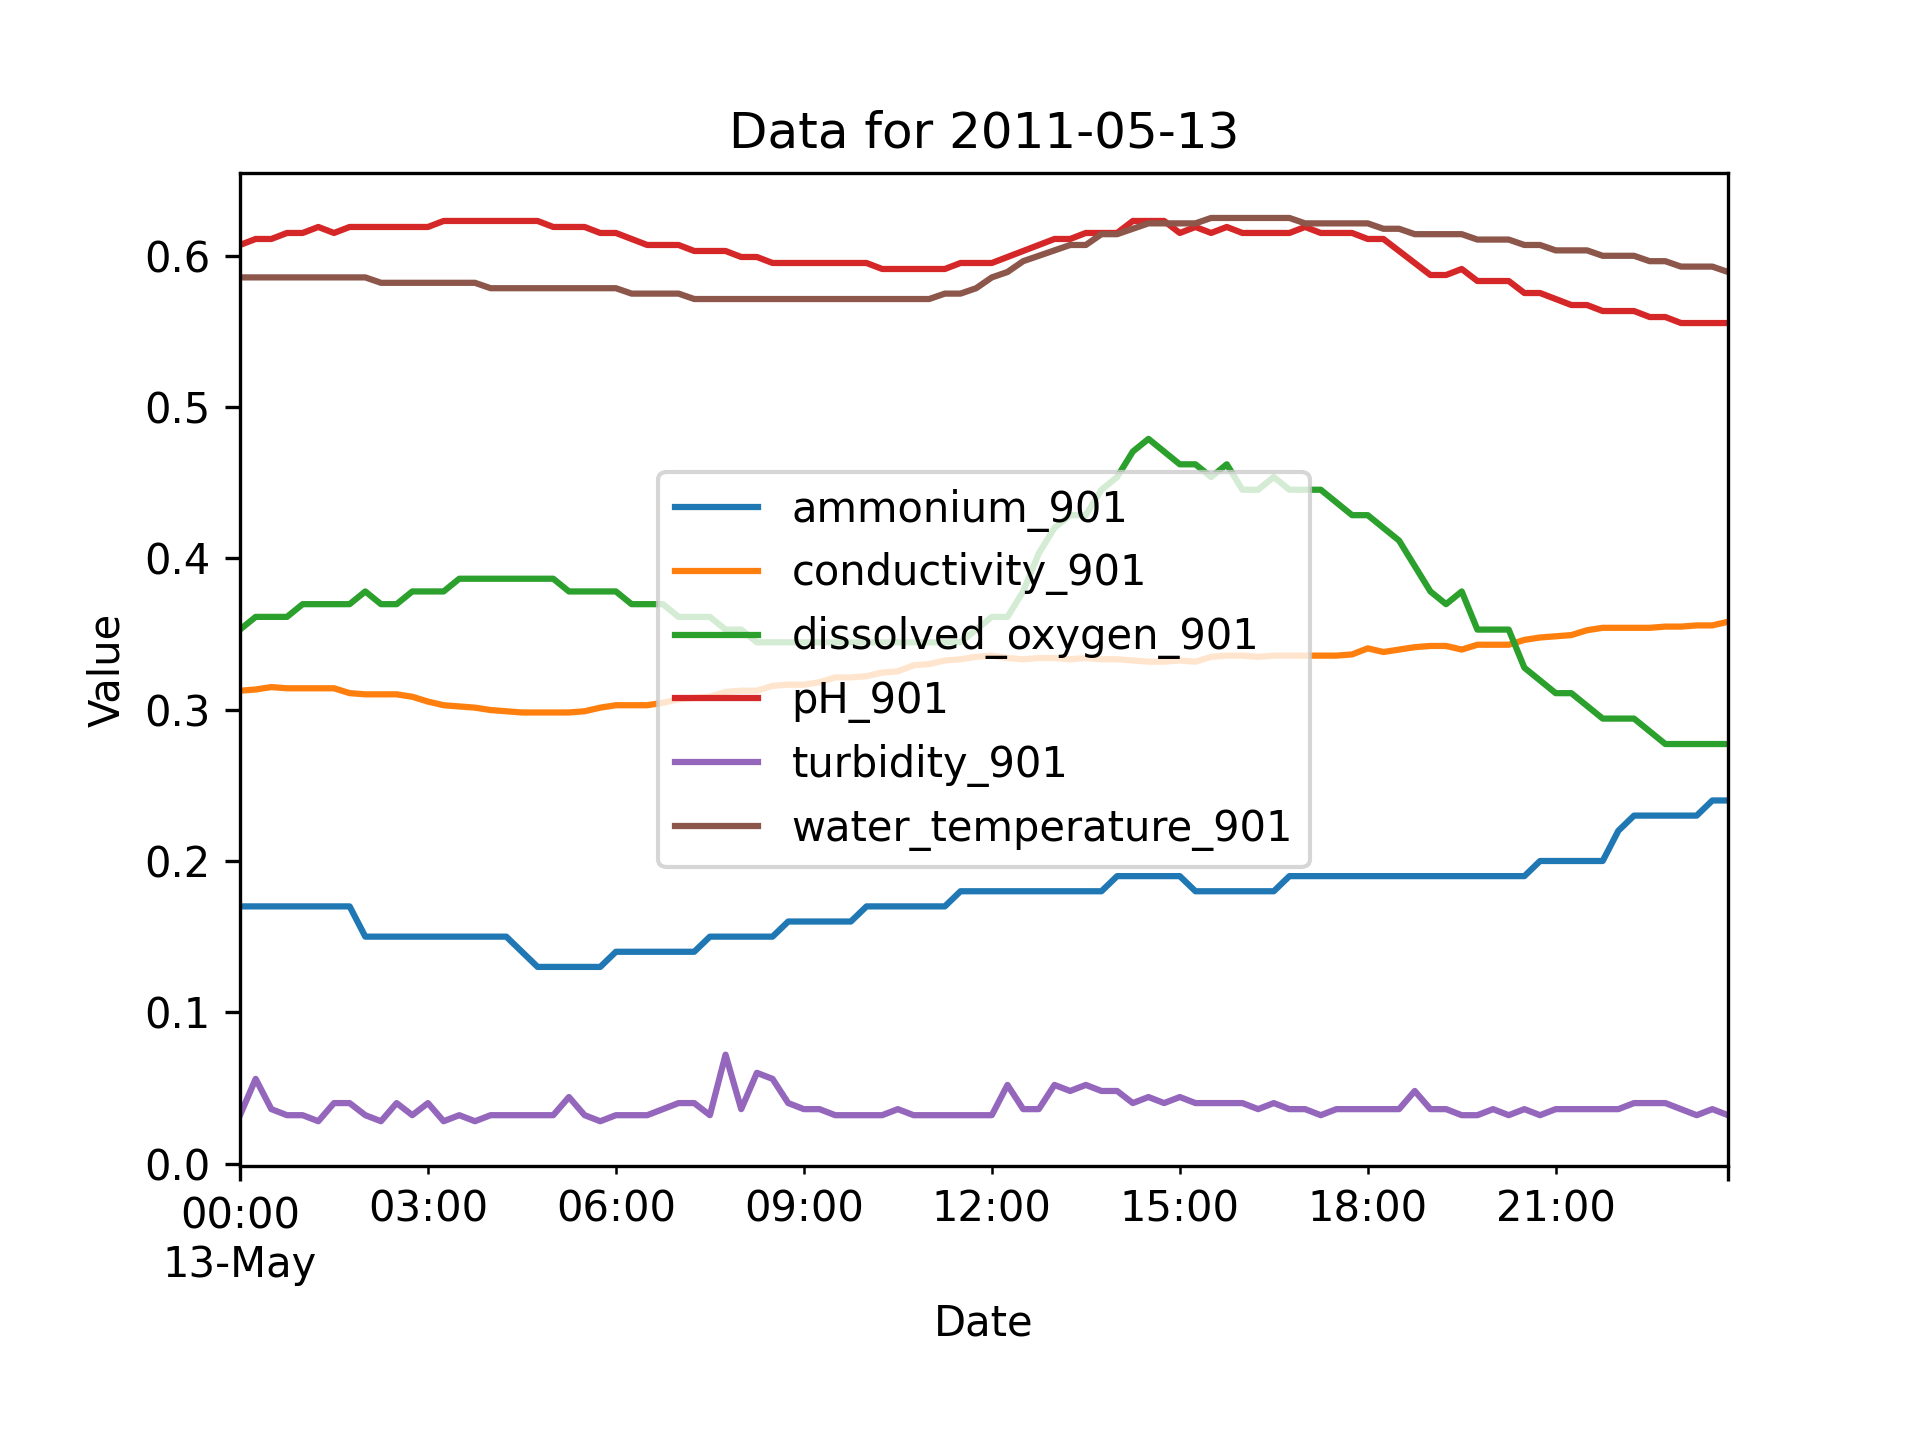 Data for 2011-05-13
Value
0.6
0.5
0.4
0.3
0.2
0.1
0.0
ammonium_901
conductivity_901
dissolved_oxygen_901
pH_901
turbidity_901
water_temperature_901
00:00 03:00 06:00 09:00 12:00 15:00 18:00 21:00
13-May
Date